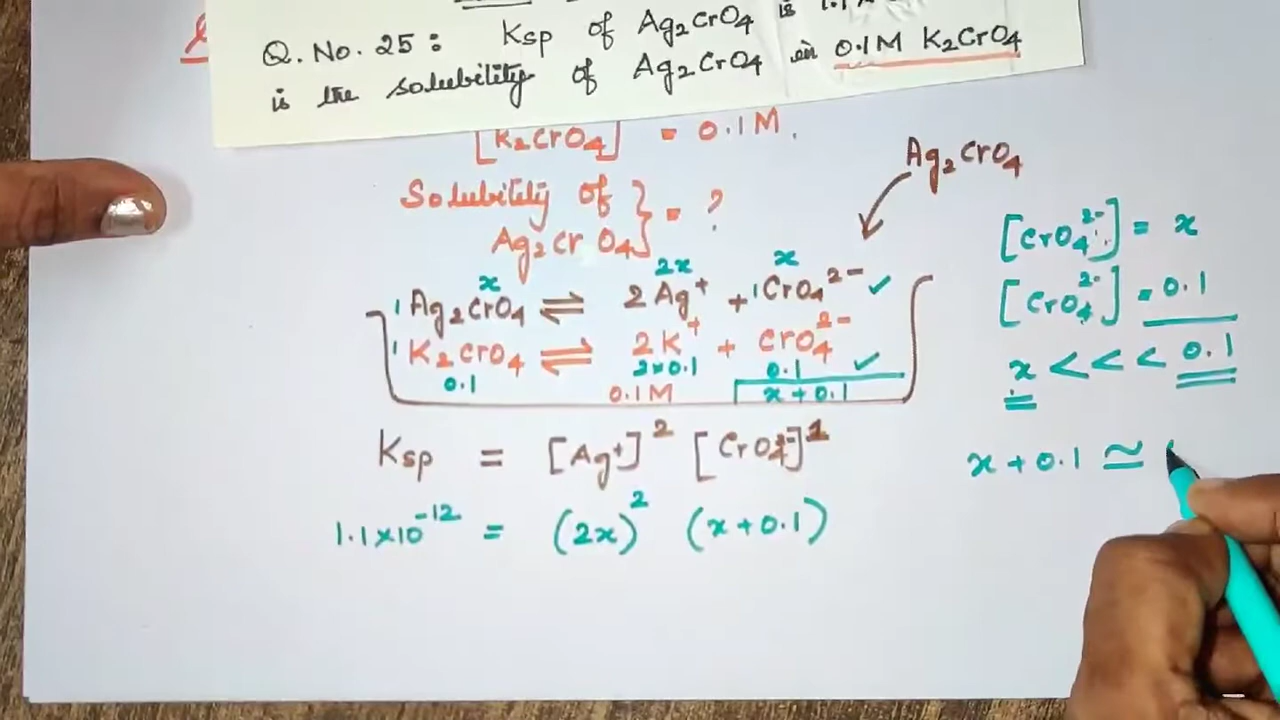 Q. No. 25: Ksp of Ag2CrO4 is 1.1
is the solubility of Ag2CrO4 in 0.1M K2CrO4
[K2CrO4] = 0.1M.
Ag2CrO4
Solubility of
Ag2CrO4 } = ?
x 2x x
1 Ag2CrO4 ⇌ 2Ag+ + 1CrO4 2- ✓
1 K2CrO4 ⇌ 2K+ + CrO4 2-
0.1 2×0.1 0.1 ✓
0.1M x+0.1
Ksp = [Ag+]² [CrO4 2-]¹
1.1×10⁻¹² = (2x)² (x+0.1)
[CrO4 2-] = x
[CrO4 2-] = 0.1
x <<< 0.1
x+0.1 ≃